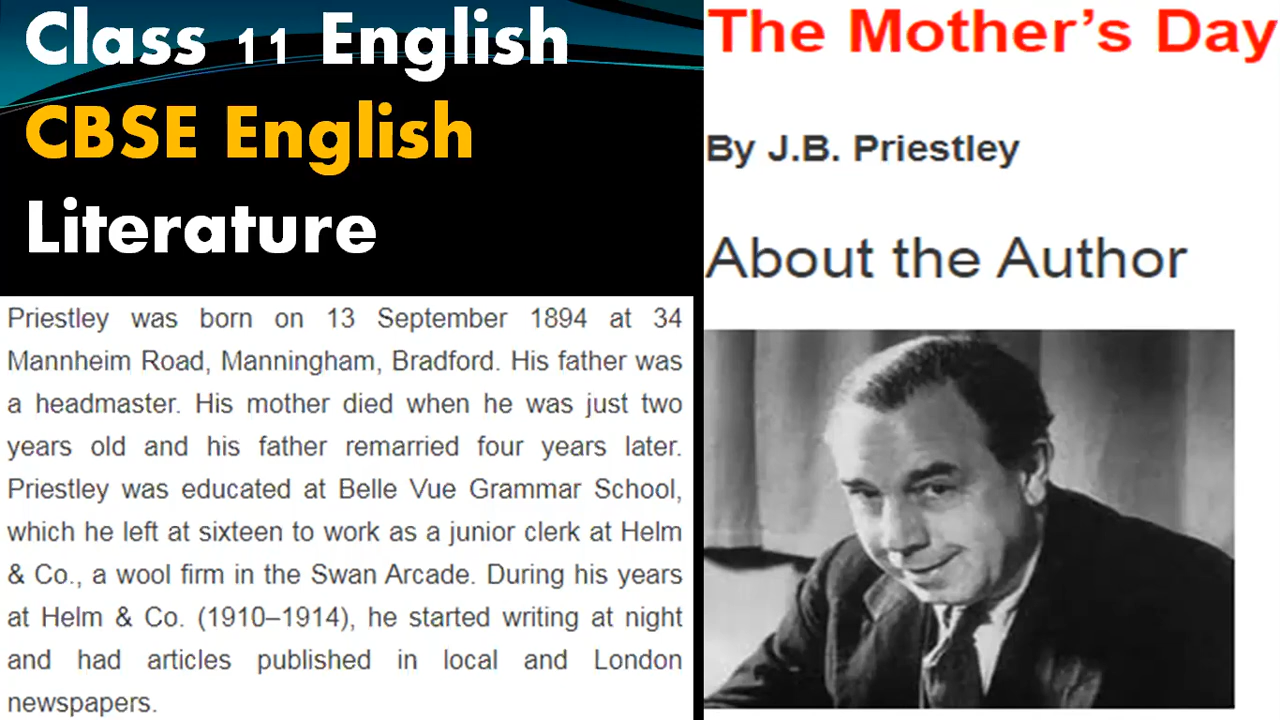 Class 11 English
CBSE English
Literature
Priestley was born on 13 September 1894 at 34
Mannheim Road, Manningham, Bradford. His father was
a headmaster. His mother died when he was just two
years old and his father remarried four years later.
Priestley was educated at Belle Vue Grammar School,
which he left at sixteen to work as a junior clerk at Helm
& Co., a wool firm in the Swan Arcade. During his years
at Helm & Co. (1910–1914), he started writing at night
and had articles published in local and London
newspapers.
The Mother’s Day
By J.B. Priestley
About the Author